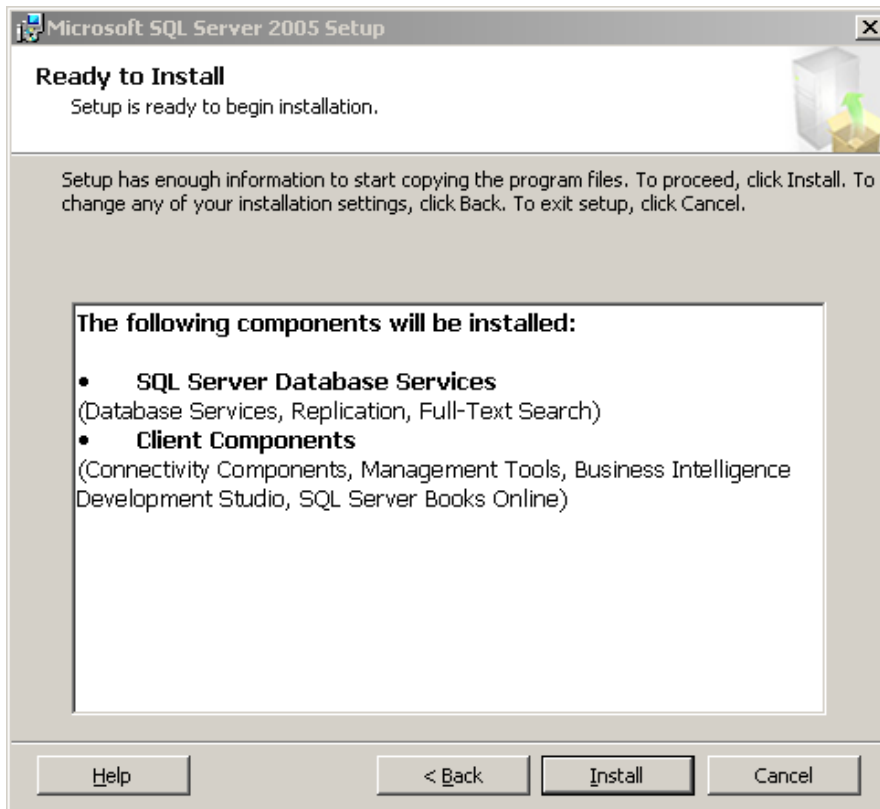 Microsoft SQL Server 2005 Setup
Ready to Install
Setup is ready to begin installation.
Setup has enough information to start copying the program files. To proceed, click Install. To
change any of your installation settings, click Back. To exit setup, click Cancel.
The following components will be installed:
• SQL Server Database Services
(Database Services, Replication, Full-Text Search)
• Client Components
(Connectivity Components, Management Tools, Business Intelligence
Development Studio, SQL Server Books Online)
Help < Back Install Cancel